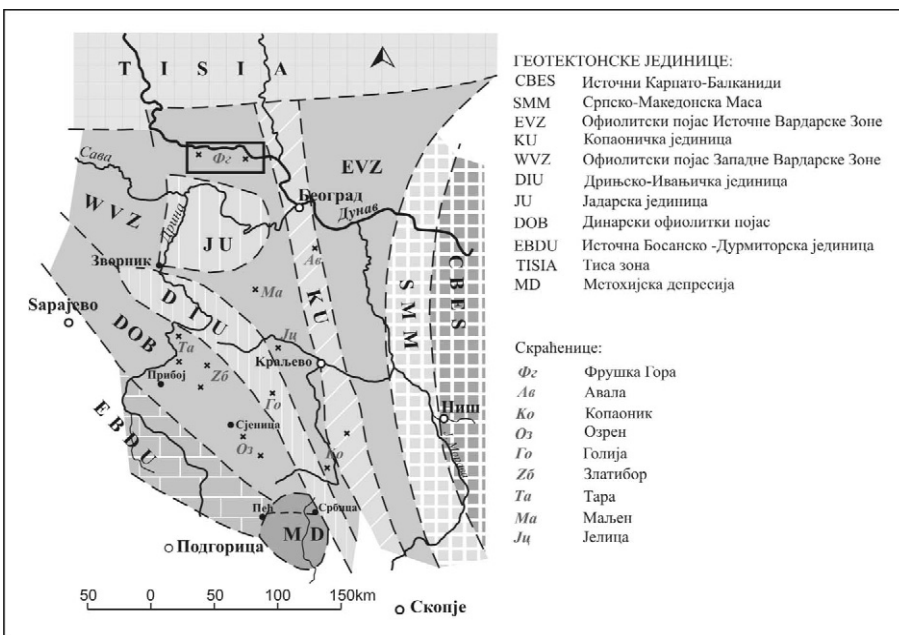 T I S I A
Фг
Сава
EVZ
Београд
Дунав
WVZ
Дрина
JU
Ав
Зворник
Ма
SMM
CBES
KU
Sарајево
DIU
DOB
Јц
Та
Краљево
Зб
Прибој
Го
Ниш
EBDU
Сјеница
Оз
Ко
Пећ
Србица
MD
Подгорица
50 0 50 100 150km
Скопје
ГЕОТЕКТОНСКЕ ЈЕДИНИЦЕ:
CBES Источни Карпато-Балканиди
SMM Српско-Македонска Маса
EVZ Офиолитски појас Источне Вардарске Зоне
KU Копаоничка јединица
WVZ Офиолитски појас Западне Вардарске Зоне
DIU Дрињско-Ивањичка јединица
JU Јадарска јединица
DOB Динарски офиолитки појас
EBDU Источна Босанско -Дурмиторска јединица
TISIA Тиса зона
MD Метохијска депресија
Скраћенице:
Фг Фрушка Гора
Ав Авала
Ко Копаоник
Оз Озрен
Го Голија
Зб Златибор
Та Тара
Ма Маљен
Јц Јелица